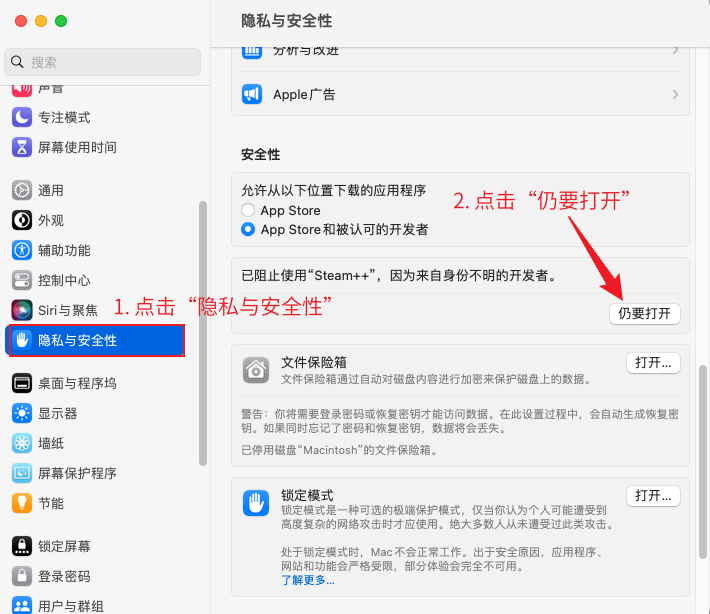 隐私与安全性
搜索
声音
专注模式
屏幕使用时间
通用
外观
辅助功能
控制中心
Siri与聚焦
隐私与安全性
桌面与程序坞
显示器
墙纸
屏幕保护程序
节能
锁定屏幕
登录密码
用户与群组
分析与改进
Apple广告
安全性
允许从以下位置下载的应用程序
App Store
App Store和被认可的开发者
已阻止使用“Steam++”，因为来自身份不明的开发者。
仍要打开
文件保险箱
打开...
文件保险箱通过自动对磁盘内容进行加密来保护磁盘上的数据。
警告：你将需要登录密码或恢复密钥才能访问数据。在此设置过程中，会自动生成恢复密
钥。如果同时忘记了密码和恢复密钥，数据将会丢失。
已停用磁盘“Macintosh”的文件保险箱。
锁定模式
打开...
锁定模式是一种可选的极端保护模式，仅当你认为个人可能遭受到
高度复杂的网络攻击时才应使用。绝大多数人从未遭受过此类攻击。
处于锁定模式时，Mac不会正常工作。出于安全原因，应用程序、
网站和功能会严格受限，部分体验会完全不可用。
了解更多...
1. 点击“隐私与安全性”
2. 点击“仍要打开”